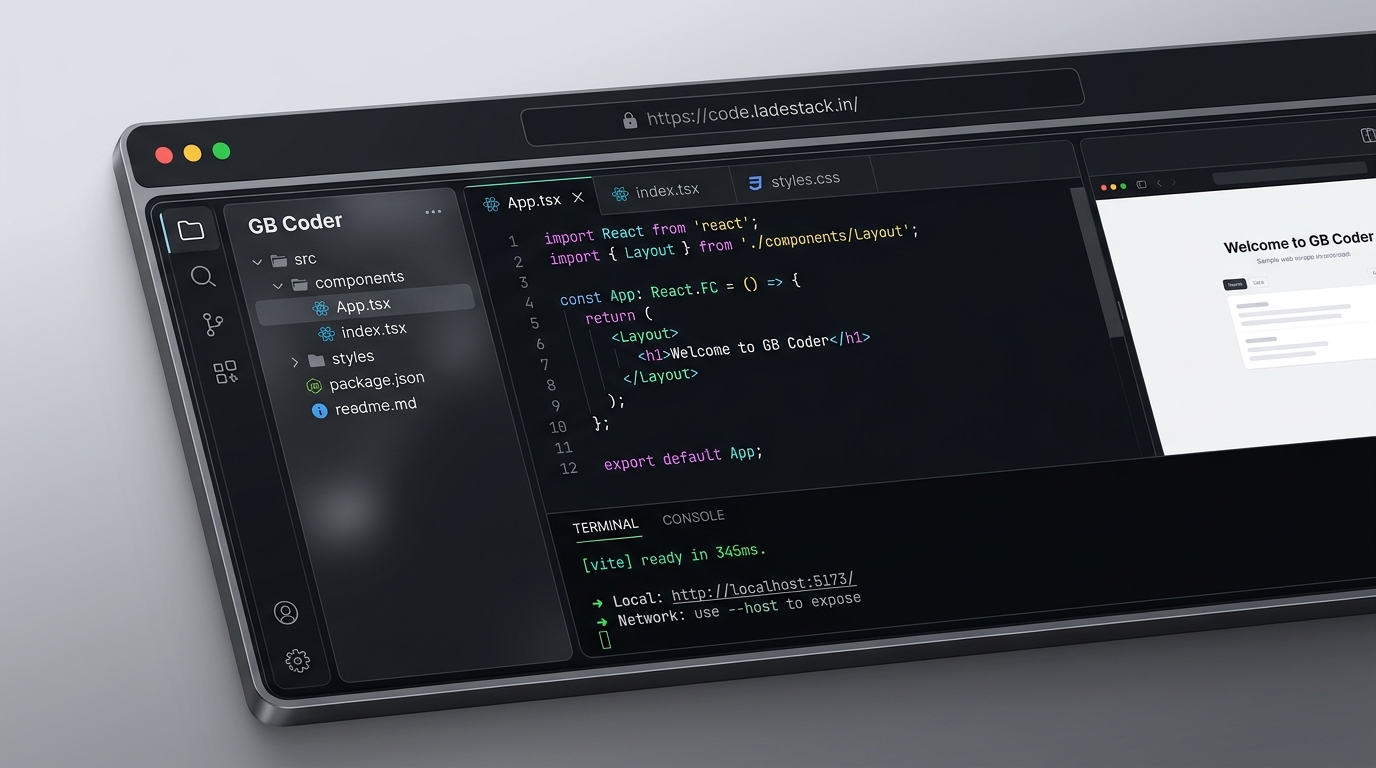 https://code.ladestack.in/
GB Coder
src
components
App.tsx
index.tsx
styles
package.json
readme.md
App.tsx
index.tsx
styles.css
1 import React from 'react';
2 import { Layout } from './components/Layout';
3
4 const App: React.FC = () => {
5 return (
6 <Layout>
7 <h1>Welcome to GB Coder</h1>
8 </Layout>
9 );
10 };
11
12 export default App;
TERMINAL CONSOLE
[vite] ready in 345ms.
➜ Local: http://localhost:5173/
➜ Network: use --host to expose
Welcome to GB Coder
Sample web